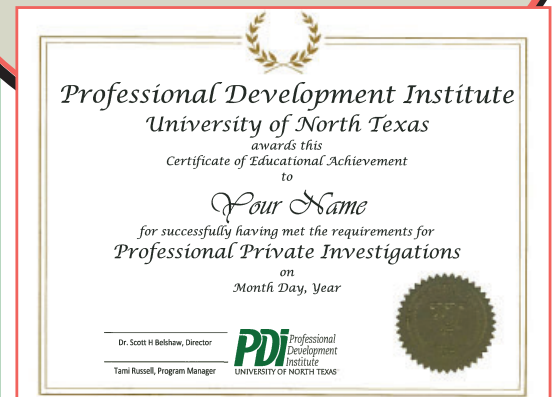 Professional Development Institute
University of North Texas
awards this
Certificate of Educational Achievement
to
Your Name
for successfully having met the requirements for
Professional Private Investigations
on
Month Day, Year
Dr. Scott H Belshaw, Director
Tami Russell, Program Manager
PDi Professional
Development
Institute
UNIVERSITY OF NORTH TEXAS